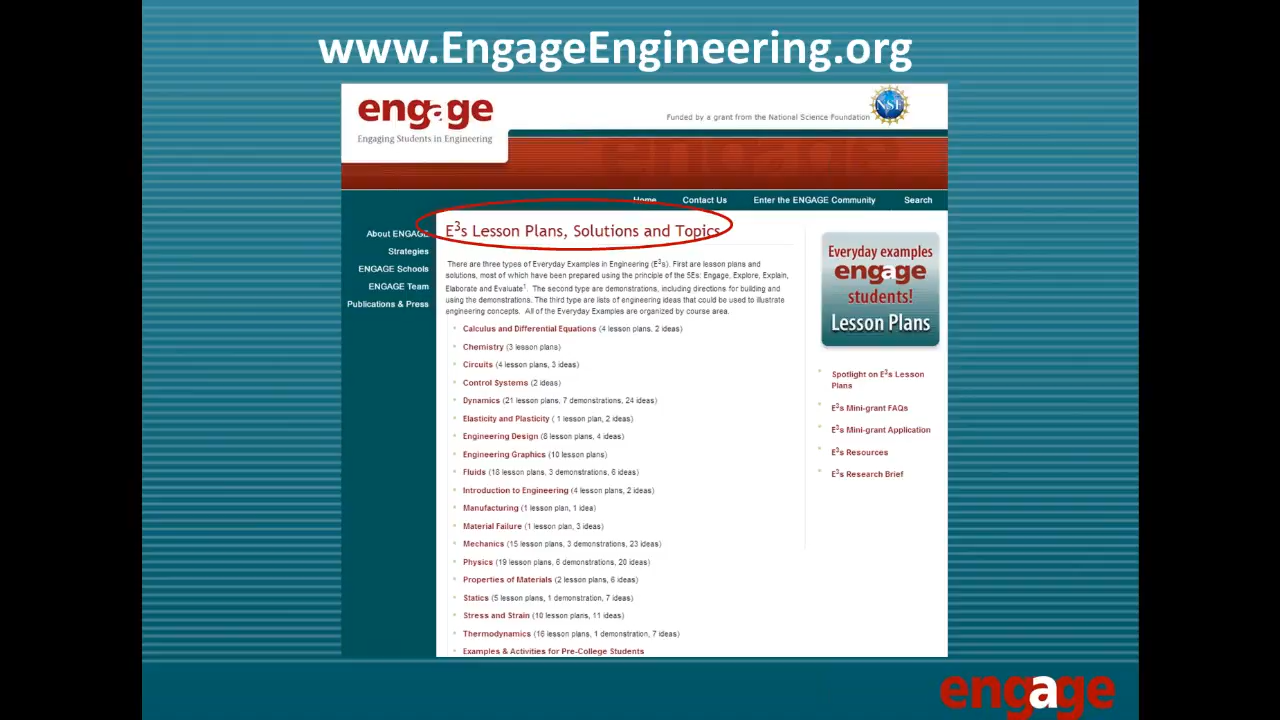 www.EngageEngineering.org
engage
Engaging Students in Engineering
Funded by a grant from the National Science Foundation
NSF
engage
Home Contact Us Enter the ENGAGE Community Search
About ENGAGE
Strategies
ENGAGE Schools
ENGAGE Team
Publications & Press
E³s Lesson Plans, Solutions and Topics
There are three types of Everyday Examples in Engineering (E³s). First are lesson plans and
solutions, most of which have been prepared using the principle of the 5Es: Engage, Explore, Explain,
Elaborate and Evaluate¹. The second type are demonstrations, including directions for building and
using the demonstrations. The third type are lists of engineering ideas that could be used to illustrate
engineering concepts. All of the Everyday Examples are organized by course area.
Calculus and Differential Equations (4 lesson plans, 2 ideas)
Chemistry (3 lesson plans)
Circuits (4 lesson plans, 3 ideas)
Control Systems (2 ideas)
Dynamics (21 lesson plans, 7 demonstrations, 24 ideas)
Elasticity and Plasticity ( 1 lesson plan, 2 ideas)
Engineering Design (8 lesson plans, 4 ideas)
Engineering Graphics (10 lesson plans)
Fluids (18 lesson plans, 3 demonstrations, 6 ideas)
Introduction to Engineering (4 lesson plans, 2 ideas)
Manufacturing (1 lesson plan, 1 idea)
Material Failure (1 lesson plan, 3 ideas)
Mechanics (15 lesson plans, 3 demonstrations, 23 ideas)
Physics (19 lesson plans, 6 demonstrations, 20 ideas)
Properties of Materials (2 lesson plans, 6 ideas)
Statics (5 lesson plans, 1 demonstration, 7 ideas)
Stress and Strain (10 lesson plans, 11 ideas)
Thermodynamics (16 lesson plans, 1 demonstration, 7 ideas)
Examples & Activities for Pre-College Students
Everyday examples
engage
students!
Lesson Plans
Spotlight on E³s Lesson
Plans
E³s Mini-grant FAQs
E³s Mini-grant Application
E³s Resources
E³s Research Brief
engage